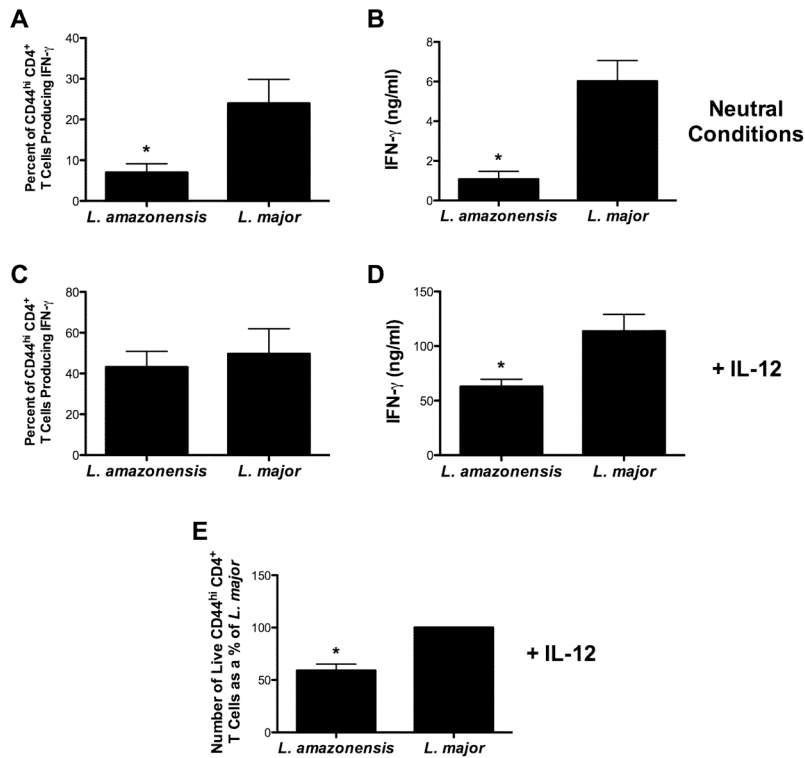 A
Percent of CD44hi CD4+
T Cells Producing IFN-γ
40
30
20
10
0
*
L. amazonensis
L. major
B
IFN-γ (ng/ml)
8
6
4
2
0
*
L. amazonensis
L. major
Neutral
Conditions
C
Percent of CD44hi CD4+
T Cells Producing IFN-γ
80
60
40
20
0
L. amazonensis
L. major
D
IFN-γ (ng/ml)
150
100
50
0
*
L. amazonensis
L. major
+ IL-12
E
Number of Live CD44hi CD4+
T Cells as a % of L. major
150
100
50
0
*
L. amazonensis
L. major
+ IL-12